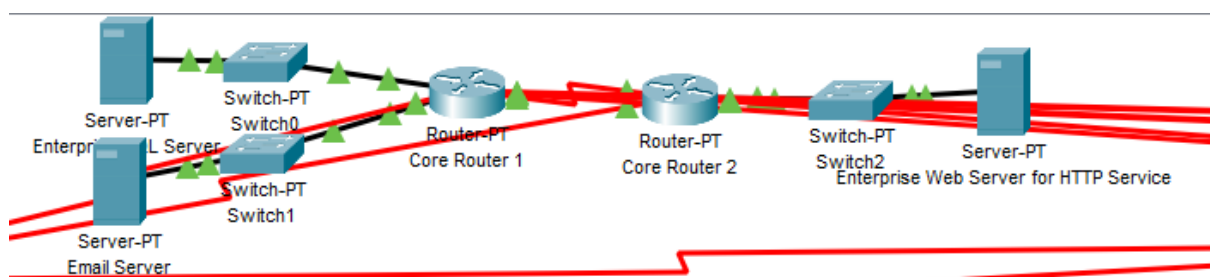 Server-PT
Enterpri L Server
Switch-PT
Switch0
Router-PT
Core Router 1
Router-PT
Core Router 2
Switch-PT
Switch2
Server-PT
Enterprise Web Server for HTTP Service
Switch-PT
Switch1
Server-PT
Email Server